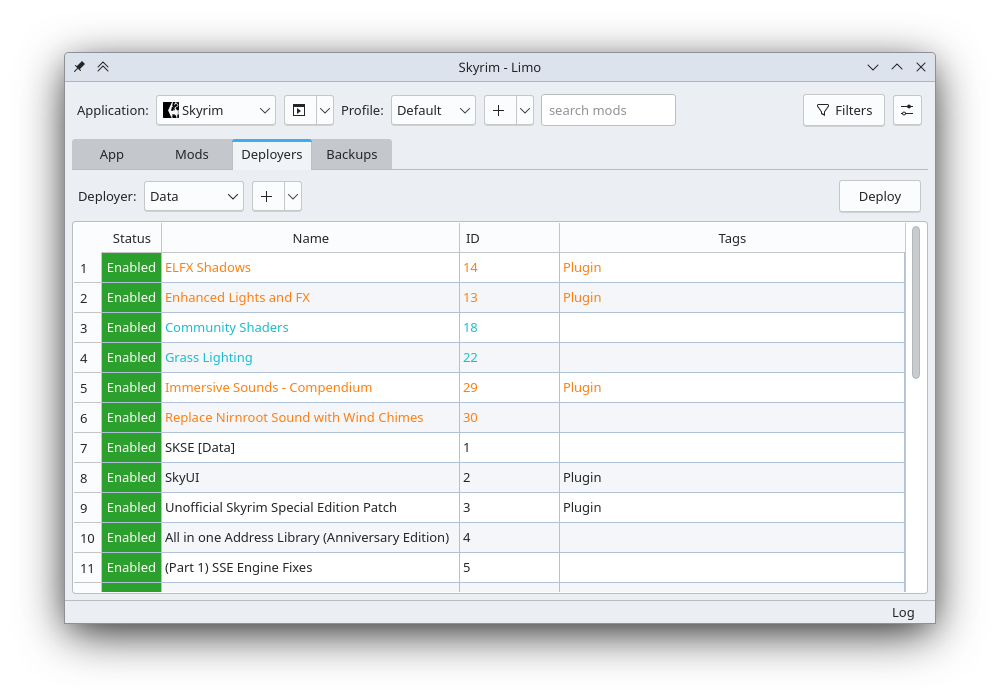 Skyrim - Limo
Application: Skyrim Profile: Default search mods Filters
App Mods Deployers Backups
Deployer: Data Deploy
Status Name ID Tags
1 Enabled ELFX Shadows 14 Plugin
2 Enabled Enhanced Lights and FX 13 Plugin
3 Enabled Community Shaders 18
4 Enabled Grass Lighting 22
5 Enabled Immersive Sounds - Compendium 29 Plugin
6 Enabled Replace Nirnroot Sound with Wind Chimes 30
7 Enabled SKSE [Data] 1
8 Enabled SkyUI 2 Plugin
9 Enabled Unofficial Skyrim Special Edition Patch 3 Plugin
10 Enabled All in one Address Library (Anniversary Edition) 4
11 Enabled (Part 1) SSE Engine Fixes 5
Log